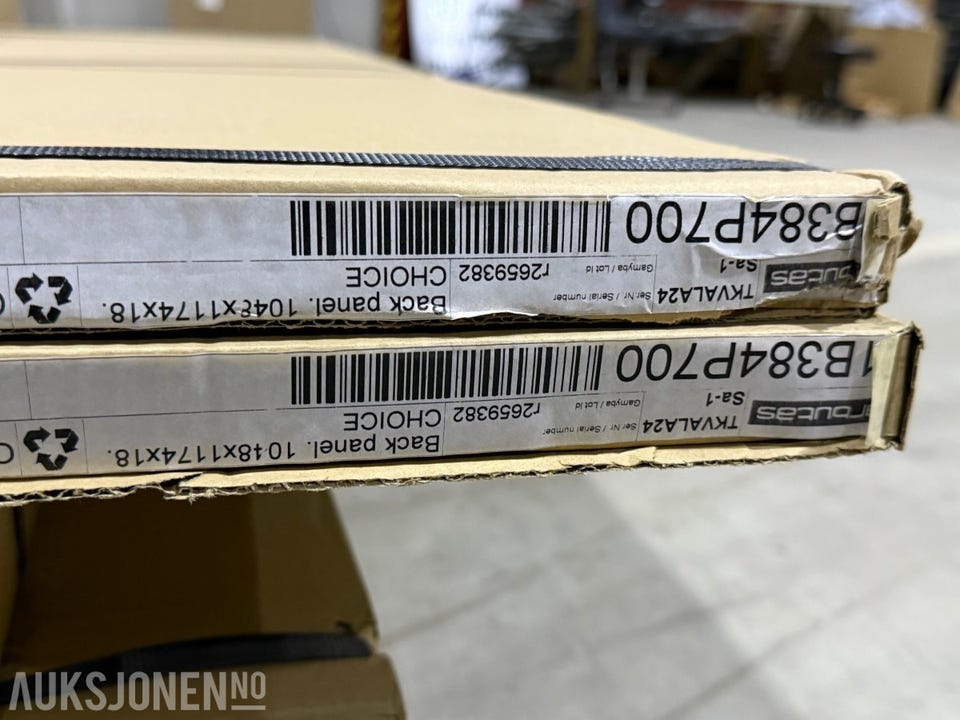 Back panel. 1048x1174x18.
CHOICE
Ser Nr / Serial number
TKVALA24
Gamyba / Lot id
r2659382
Sa-1
B384P700
Back panel. 1048x1174x18.
CHOICE
Ser Nr / Serial number
TKVALA24
Gamyba / Lot id
r2659382
Sa-1
1B384P700
AUKSJONEN NO